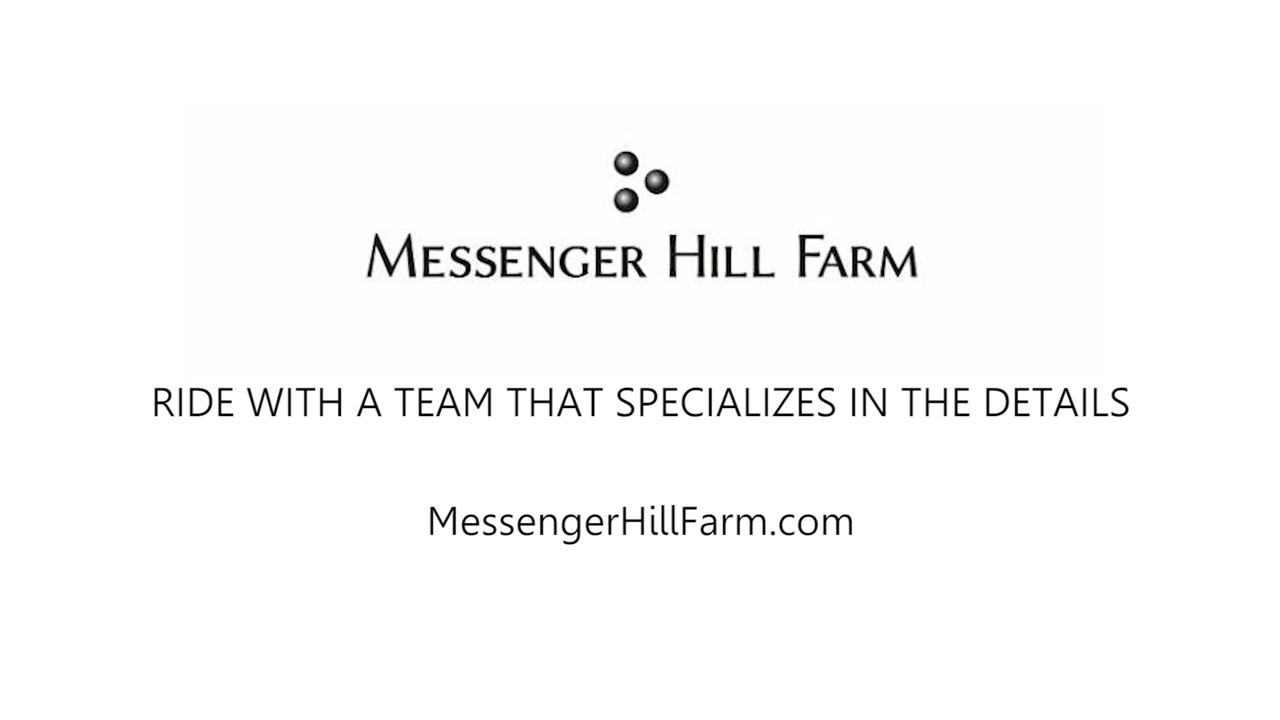 MESSENGER HILL FARM
RIDE WITH A TEAM THAT SPECIALIZES IN THE DETAILS
MessengerHillFarm.com